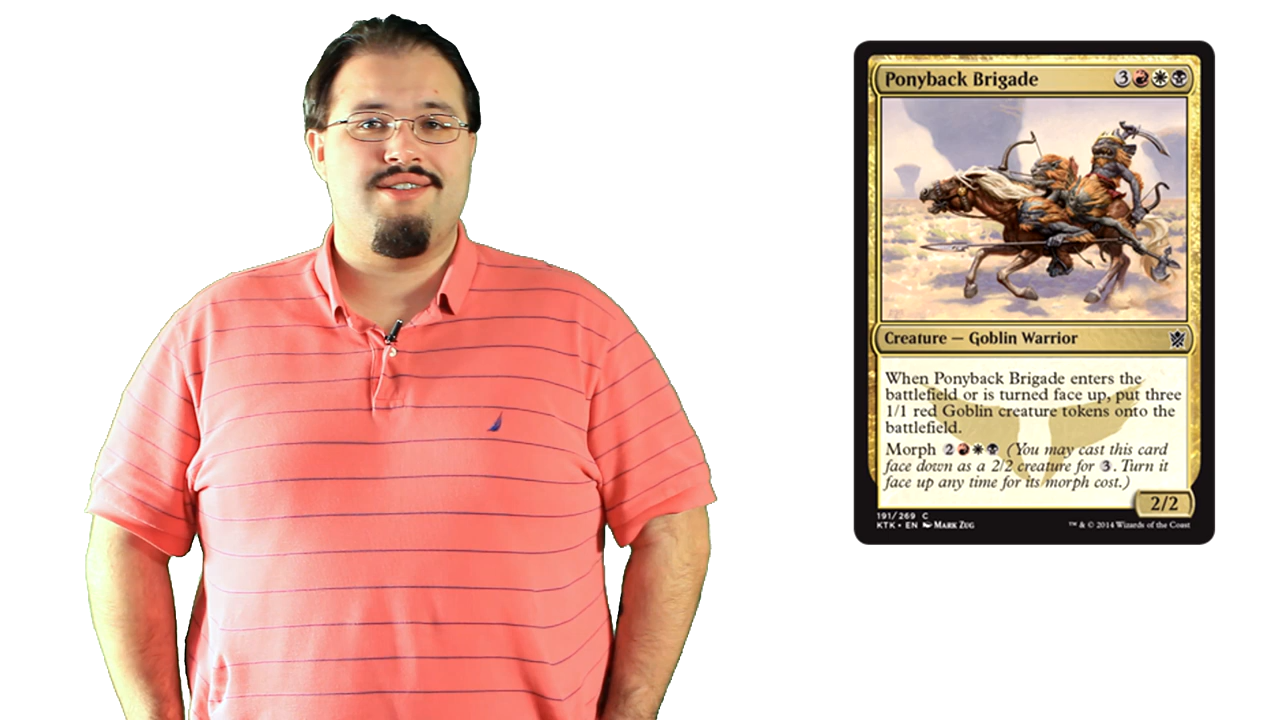 Ponyback Brigade 3
Creature — Goblin Warrior
When Ponyback Brigade enters the
battlefield or is turned face up, put three
1/1 red Goblin creature tokens onto the
battlefield.
Morph 2 (You may cast this card
face down as a 2/2 creature for 3. Turn it
face up any time for its morph cost.)
2/2
191/269 C
KTK • EN Mark Zug
™ & © 2014 Wizards of the Coast